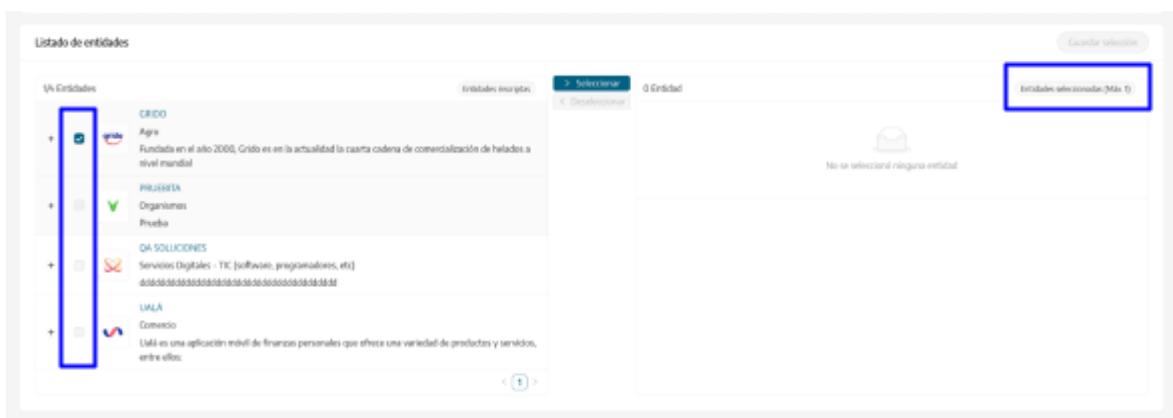 Listado de entidades
Guardar selección
1/4 Entidades
Entidades inscriptas
> Seleccionar
< Deseleccionar
0 Entidad
Entidades seleccionadas (Máx. 1)
GRIDO
grido
Agro
Fundada en el año 2000, Grido es en la actualidad la cuarta cadena de comercialización de helados a
nivel mundial
PRUEBITA
Organismos
Prueba
QA SOLUCIONES
Servicios Digitales - TIC (software, programadores, etc)
UALÁ
Comercio
Ualá es una aplicación móvil de finanzas personales que ofrece una variedad de productos y servicios,
entre ellos:
< 1 >
No se seleccionó ninguna entidad